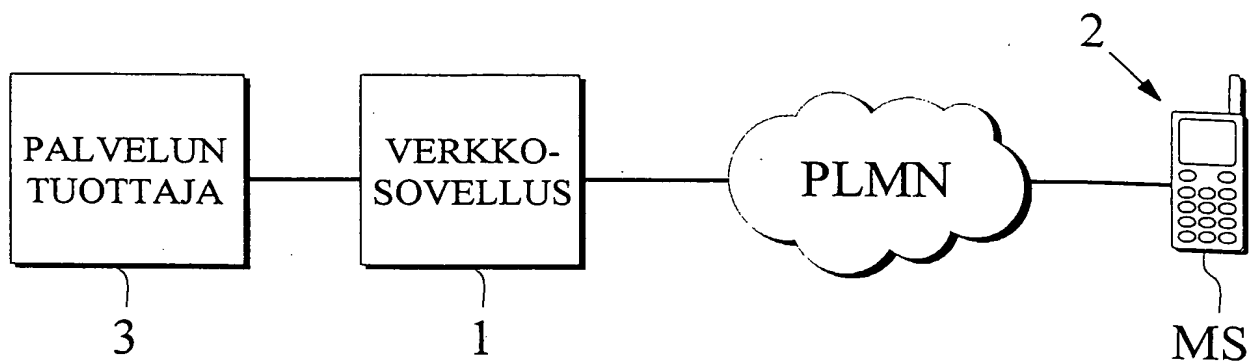 2
PALVELUN
TUOTTAJA
VERKKO-
SOVELLUS
PLMN
3
1
MS